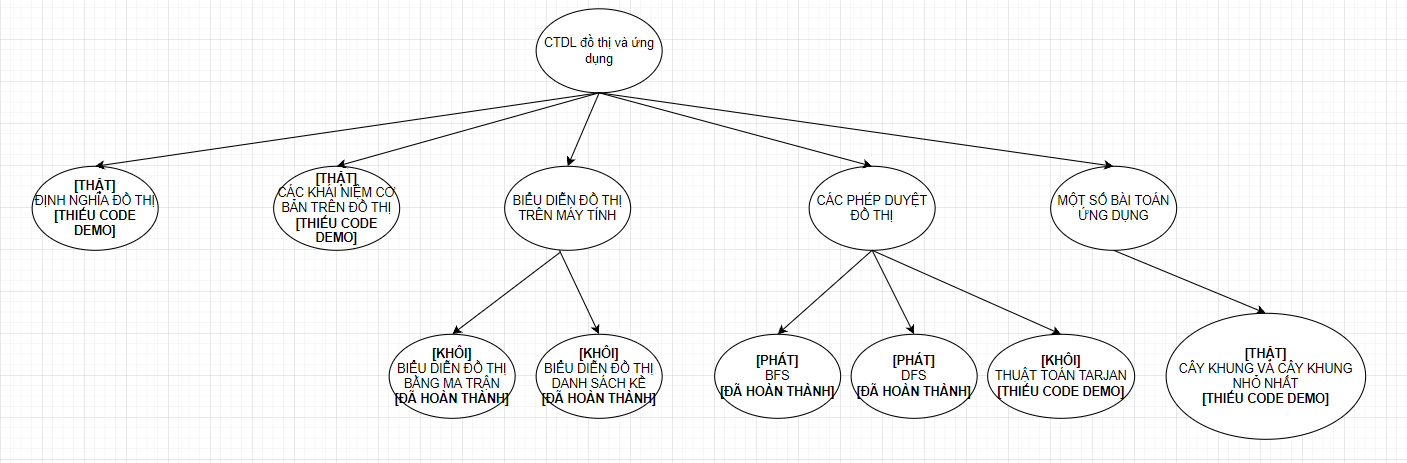 CTDL đồ thị và ứng
dụng
[THẬT]
ĐỊNH NGHĨA ĐỒ THỊ
[THIẾU CODE
DEMO]
[THẬT]
CÁC KHÁI NIỆM CƠ
BẢN TRÊN ĐỒ THỊ
[THIẾU CODE
DEMO]
BIỂU DIỄN ĐỒ THỊ
TRÊN MÁY TÍNH
CÁC PHÉP DUYỆT
ĐỒ THỊ
MỘT SỐ BÀI TOÁN
ỨNG DỤNG
[KHÔI]
BIỂU DIỄN ĐỒ THỊ
BẰNG MA TRẬN
[ĐÃ HOÀN THÀNH]
[KHÔI]
BIỂU DIỄN ĐỒ THỊ
DANH SÁCH KỀ
[ĐÃ HOÀN THÀNH]
[PHÁT]
BFS
[ĐÃ HOÀN THÀNH]
[PHÁT]
DFS
[ĐÃ HOÀN THÀNH]
[KHÔI]
THUẬT TOÁN TARJAN
[THIẾU CODE DEMO]
[THẬT]
CÂY KHUNG VÀ CÂY KHUNG
NHỎ NHẤT
[THIẾU CODE DEMO]